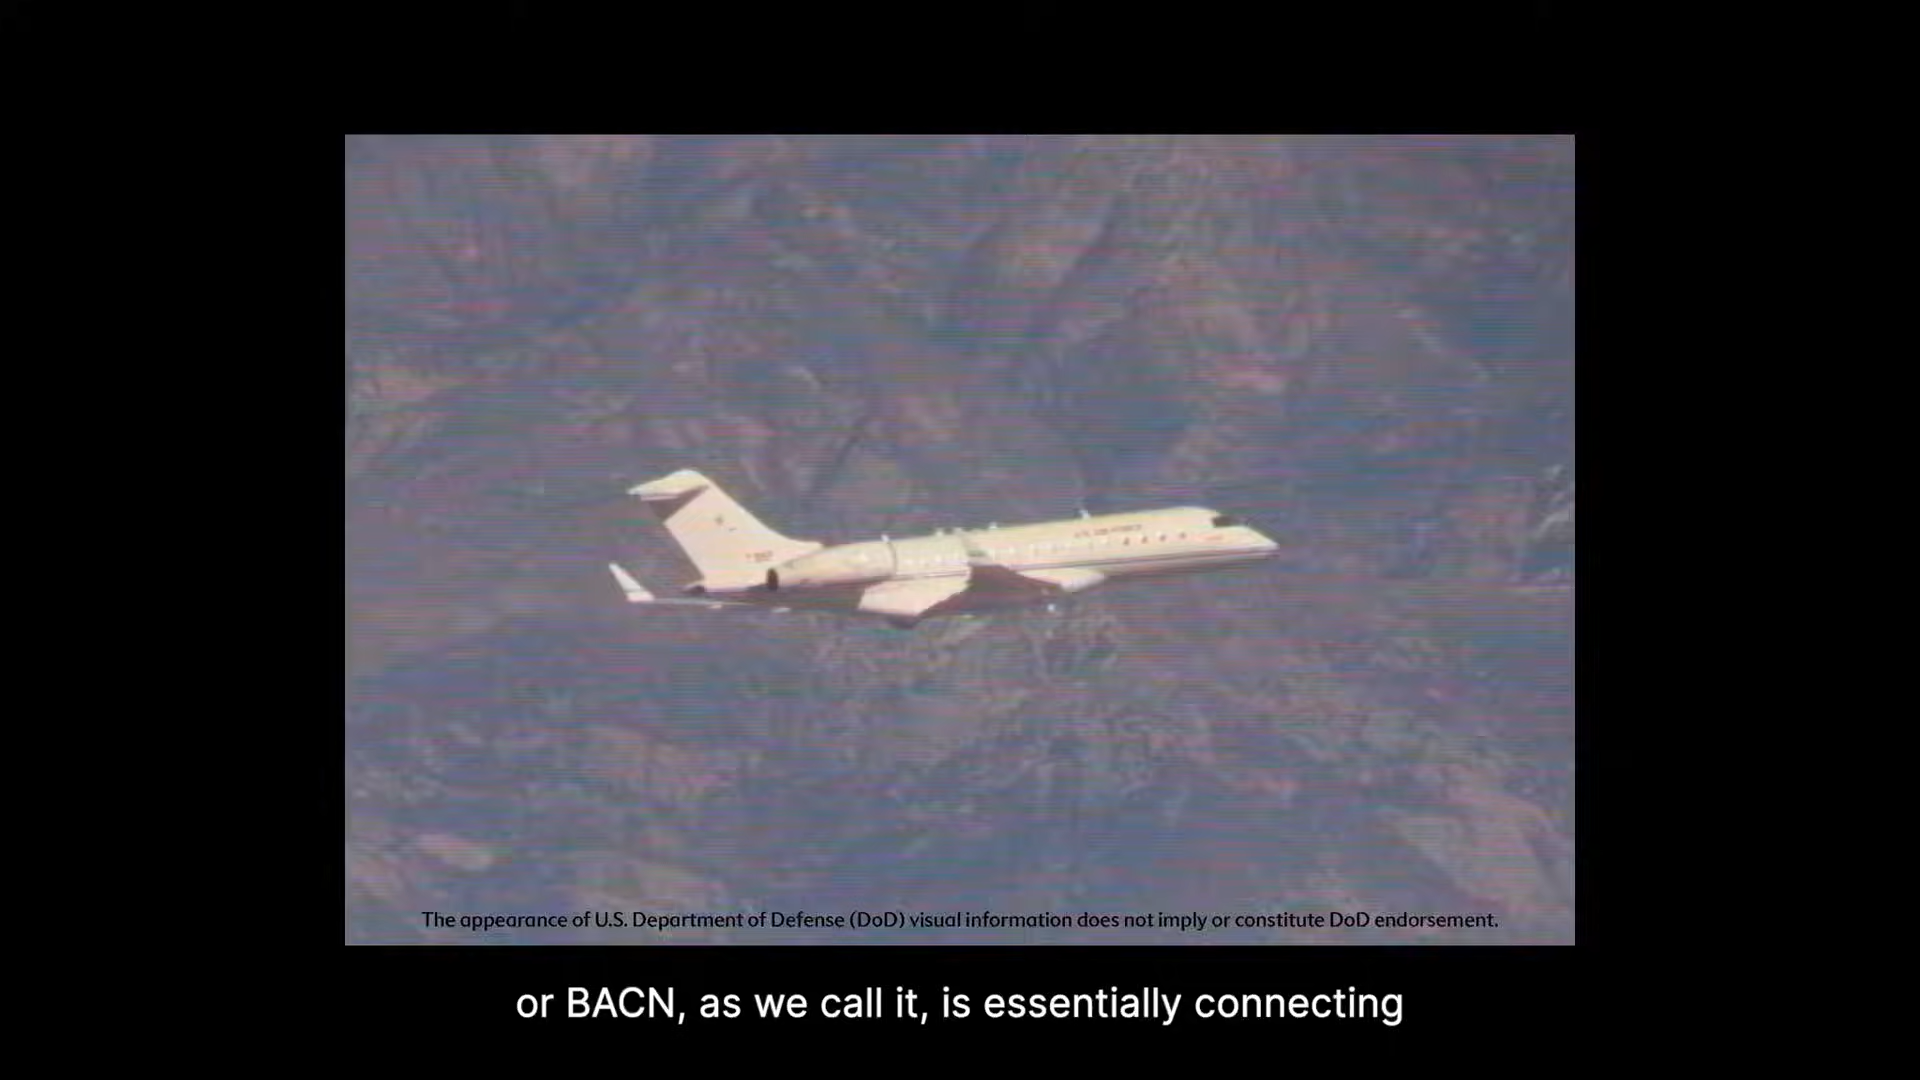 The appearance of U.S. Department of Defense (DoD) visual information does not imply or constitute DoD endorsement.
or BACN, as we call it, is essentially connecting